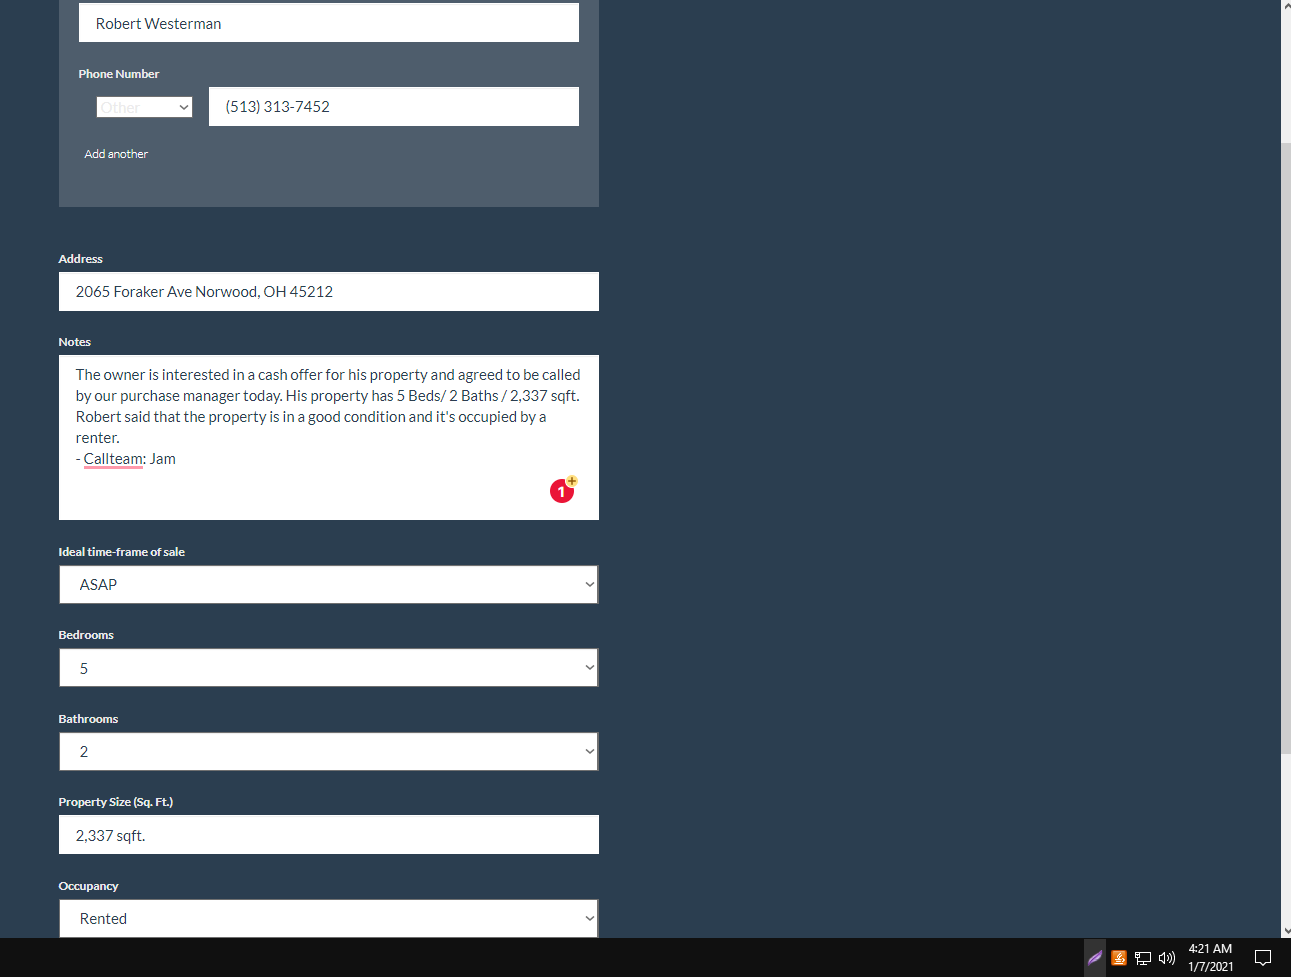 Robert Westerman
Phone Number
Other
(513) 313-7452
Add another
Address
2065 Foraker Ave Norwood, OH 45212
Notes
The owner is interested in a cash offer for his property and agreed to be called
by our purchase manager today. His property has 5 Beds/ 2 Baths / 2,337 sqft.
Robert said that the property is in a good condition and it's occupied by a
renter.
- Callteam: Jam
1
Ideal time-frame of sale
ASAP
Bedrooms
5
Bathrooms
2
Property Size (Sq. Ft.)
2,337 sqft.
Occupancy
Rented
4:21 AM
1/7/2021